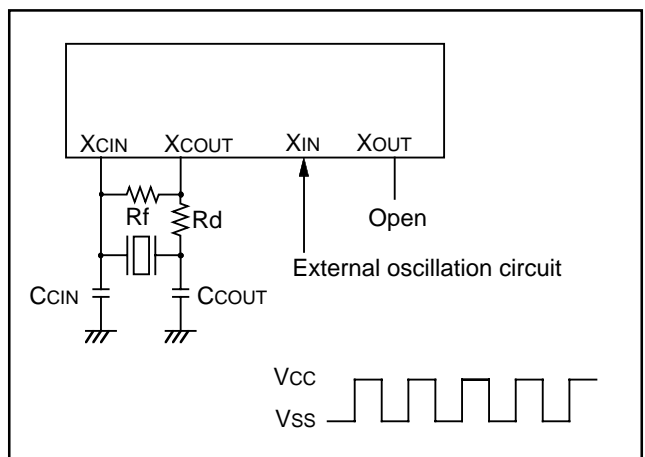 XCIN XCOUT XIN XOUT
Rf Rd
Open
External oscillation circuit
CCIN CCOUT
VCC
VSS